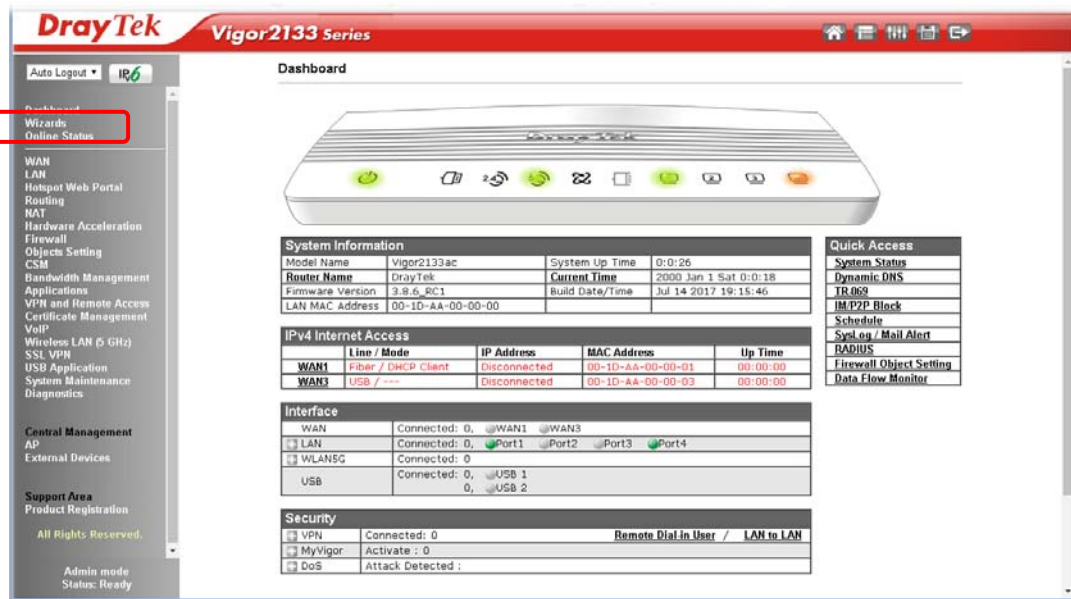 DrayTek Vigor2133 Series
Auto Logout IPv6
Dashboard
Wizards
Online Status
WAN
LAN
Hotspot Web Portal
Routing
NAT
Hardware Acceleration
Firewall
Objects Setting
CSM
Bandwidth Management
Applications
VPN and Remote Access
Certificate Management
VoIP
Wireless LAN (5 GHz)
SSL VPN
USB Application
System Maintenance
Diagnostics
Central Management
AP
External Devices
Support Area
Product Registration
All Rights Reserved.
Admin mode
Status: Ready
Dashboard
DrayTek
System Information
Model Name Vigor2133ac System Up Time 0:0:26
Router Name DrayTek Current Time 2000 Jan 1 Sat 0:0:18
Firmware Version 3.8.6_RC1 Build Date/Time Jul 14 2017 19:15:46
LAN MAC Address 00-1D-AA-00-00-00
IPv4 Internet Access
Line / Mode IP Address MAC Address Up Time
WAN1 Fiber / DHCP Client Disconnected 00-1D-AA-00-00-01 00:00:00
WAN3 USB / --- Disconnected 00-1D-AA-00-00-03 00:00:00
Interface
WAN Connected: 0, WAN1 WAN3
LAN Connected: 0, Port1 Port2 Port3 Port4
WLAN5G Connected: 0
USB Connected: 0, USB 1
0, USB 2
Security
VPN Connected: 0 Remote Dial-in User / LAN to LAN
MyVigor Activate : 0
DoS Attack Detected :
Quick Access
System Status
Dynamic DNS
TR-069
IM/P2P Block
Schedule
SysLog / Mail Alert
RADIUS
Firewall Object Setting
Data Flow Monitor